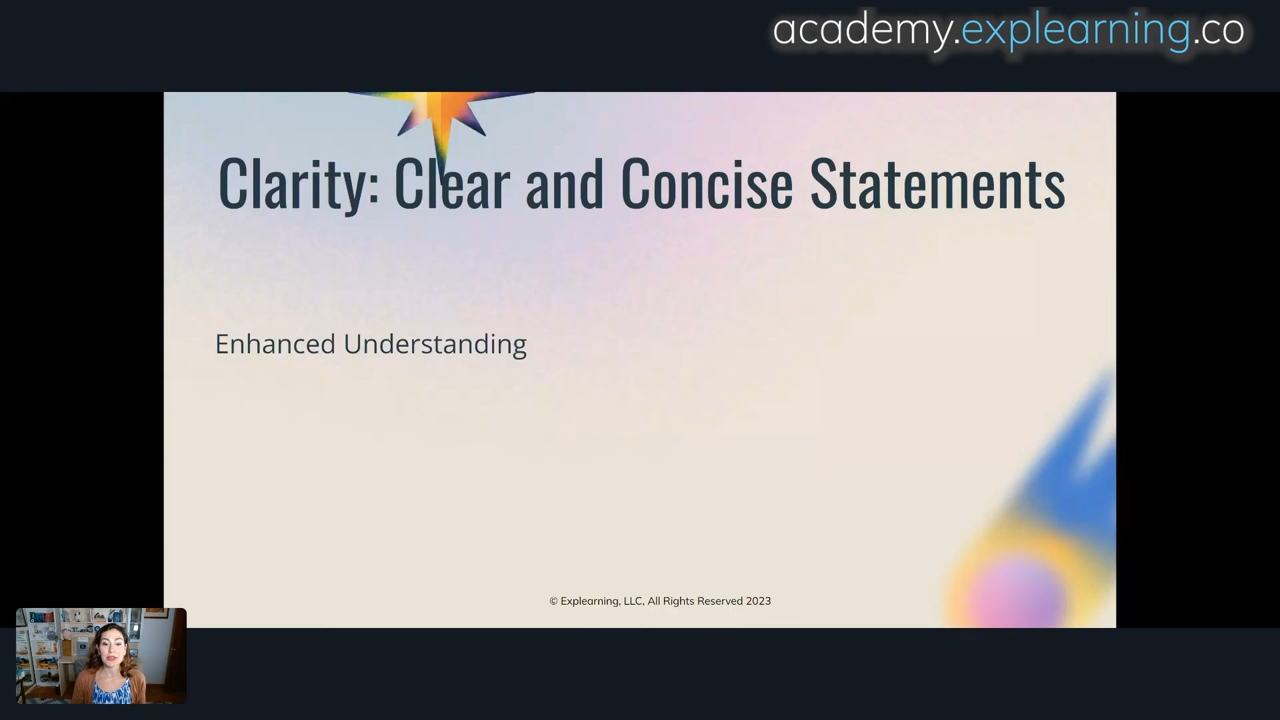 academy.explearning.co
Clarity: Clear and Concise Statements
Enhanced Understanding
© Explearning, LLC, All Rights Reserved 2023